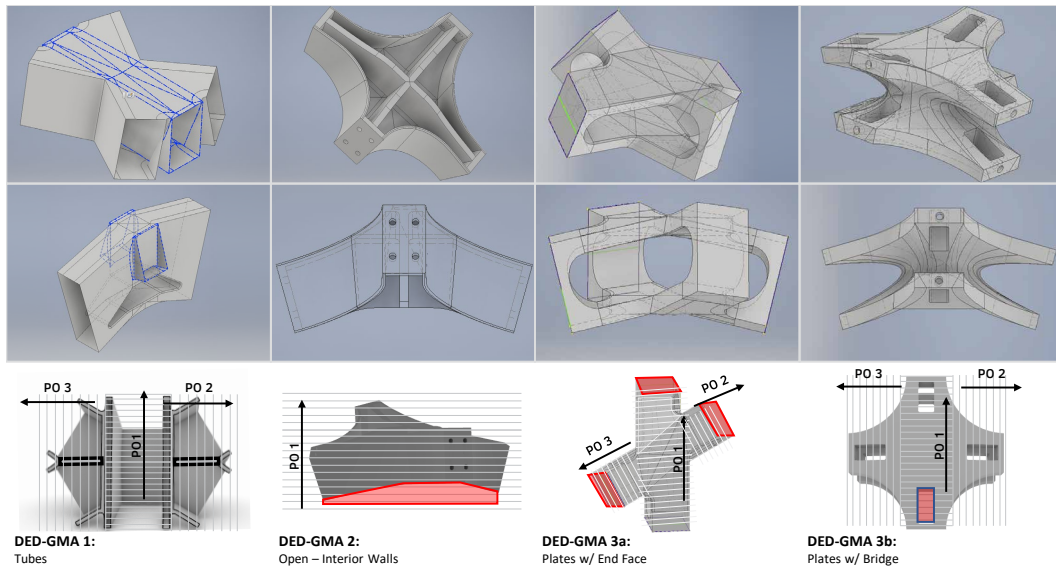 PO 3
PO 2
PO 1
DED-GMA 1:
Tubes
PO 1
DED-GMA 2:
Open – Interior Walls
PO 2
PO 3
PO 1
DED-GMA 3a:
Plates w/ End Face
PO 3
PO 2
PO 1
DED-GMA 3b:
Plates w/ Bridge